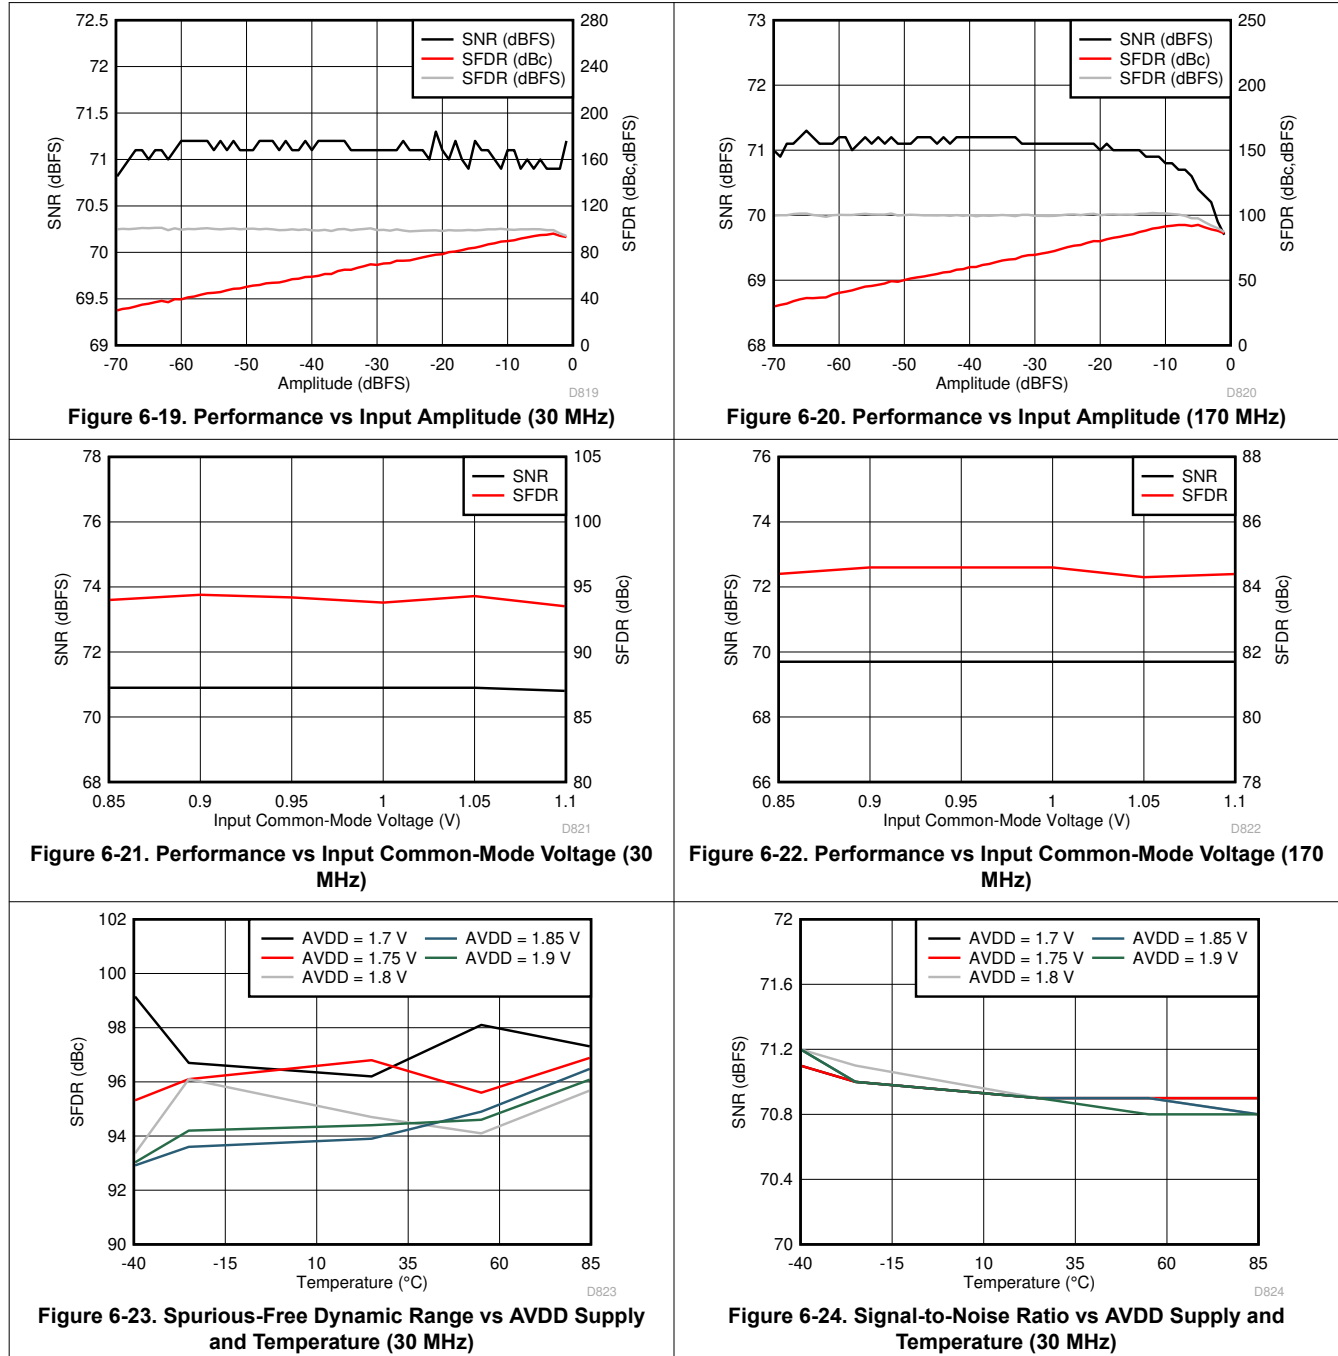 72.5
72
71.5
71
70.5
70
69.5
69
280
240
200
160
120
80
40
0
SNR (dBFS)
SFDR (dBc,dBFS)
SNR (dBFS)
SFDR (dBc)
SFDR (dBFS)
-70 -60 -50 -40 -30 -20 -10 0
Amplitude (dBFS)
D819
Figure 6-19. Performance vs Input Amplitude (30 MHz)
73
72
71
70
69
68
250
200
150
100
50
0
SNR (dBFS)
SFDR (dBc,dBFS)
SNR (dBFS)
SFDR (dBc)
SFDR (dBFS)
-70 -60 -50 -40 -30 -20 -10 0
Amplitude (dBFS)
D820
Figure 6-20. Performance vs Input Amplitude (170 MHz)
78
76
74
72
70
68
105
100
95
90
85
80
SNR (dBFS)
SFDR (dBc)
SNR
SFDR
0.85 0.9 0.95 1 1.05 1.1
Input Common-Mode Voltage (V)
D821
Figure 6-21. Performance vs Input Common-Mode Voltage (30
MHz)
76
74
72
70
68
66
88
86
84
82
80
78
SNR (dBFS)
SFDR (dBc)
SNR
SFDR
0.85 0.9 0.95 1 1.05 1.1
Input Common-Mode Voltage (V)
D822
Figure 6-22. Performance vs Input Common-Mode Voltage (170
MHz)
102
100
98
96
94
92
90
SFDR (dBc)
AVDD = 1.7 V
AVDD = 1.75 V
AVDD = 1.8 V
AVDD = 1.85 V
AVDD = 1.9 V
-40 -15 10 35 60 85
Temperature (°C)
D823
Figure 6-23. Spurious-Free Dynamic Range vs AVDD Supply
and Temperature (30 MHz)
72
71.6
71.2
70.8
70.4
70
SNR (dBFS)
AVDD = 1.7 V
AVDD = 1.75 V
AVDD = 1.8 V
AVDD = 1.85 V
AVDD = 1.9 V
-40 -15 10 35 60 85
Temperature (°C)
D824
Figure 6-24. Signal-to-Noise Ratio vs AVDD Supply and
Temperature (30 MHz)